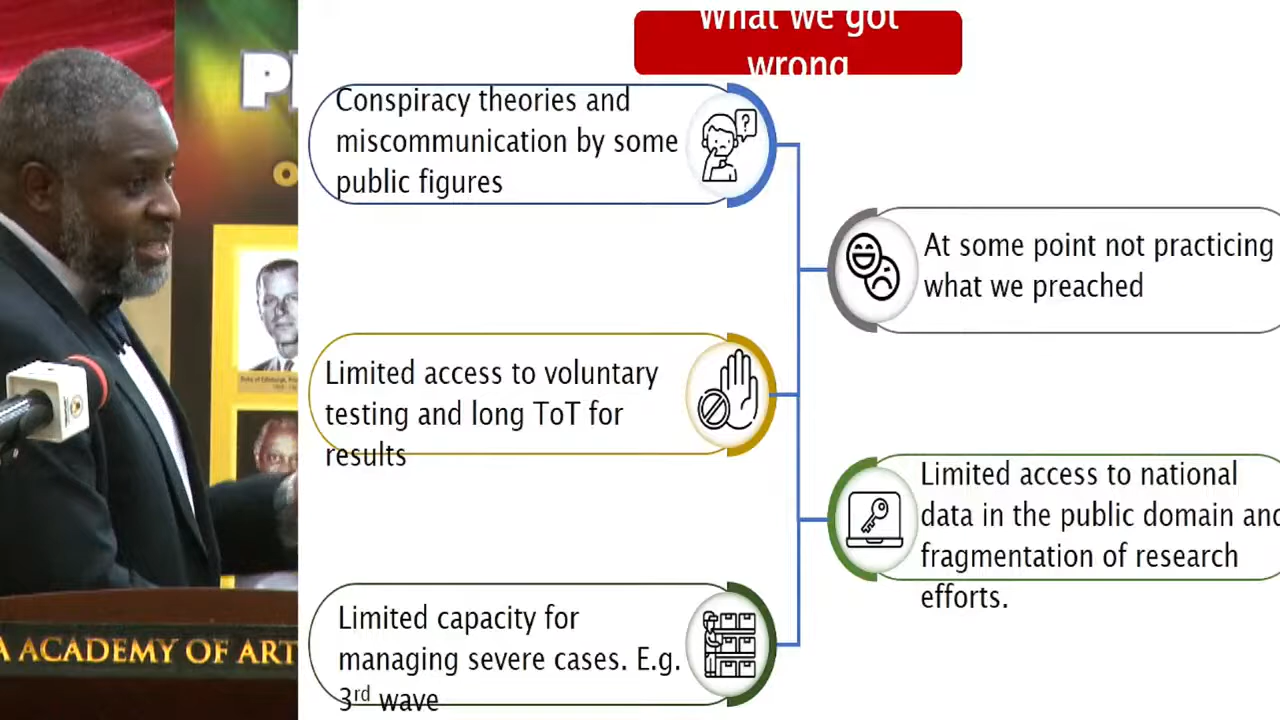 What we got
wrong
Conspiracy theories and
miscommunication by some
public figures
At some point not practicing
what we preached
Limited access to voluntary
testing and long ToT for
results
Limited access to national
data in the public domain and
fragmentation of research
efforts.
Limited capacity for
managing severe cases. E.g.
3rd wave
P
O
A ACADEMY OF ART